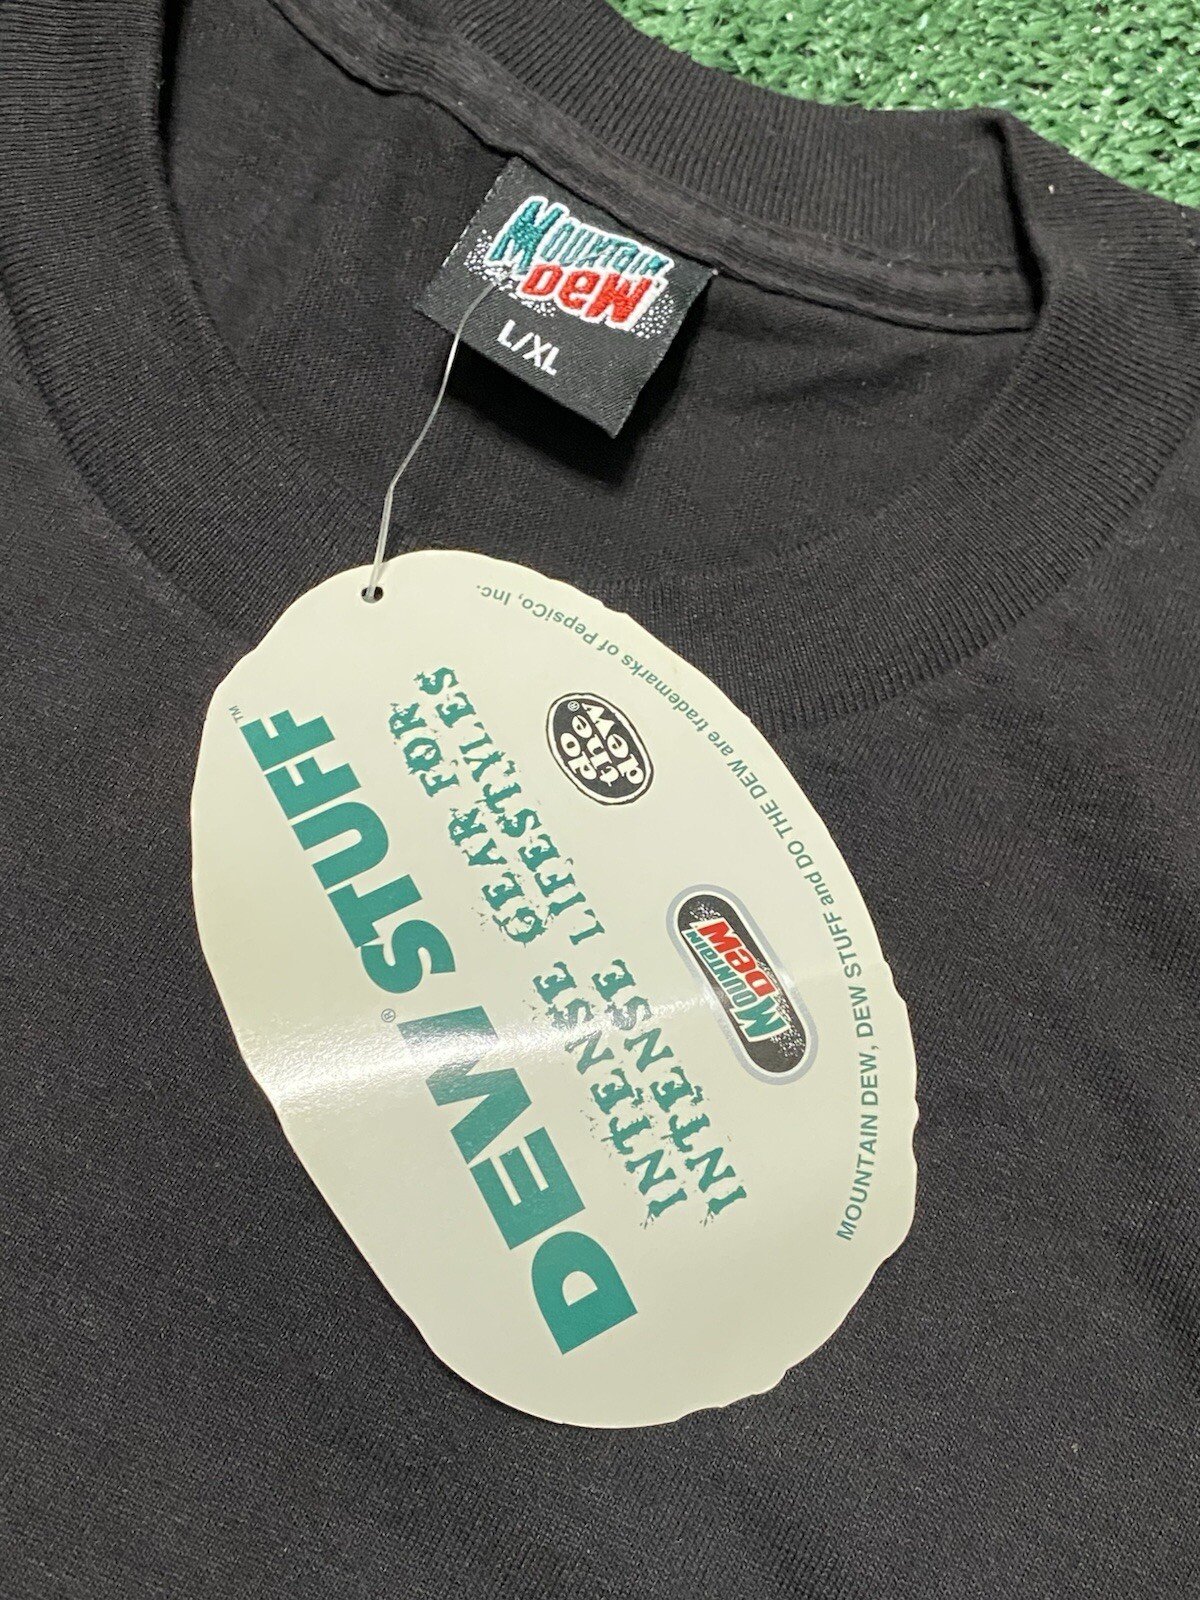 MOUNTAIN
DEW
L/XL
DEW® STUFF™
INTENSE GEAR FOR
INTENSE LIFESTYLES
MOUNTAIN
DEW
do
the
dew®
MOUNTAIN DEW, DEW STUFF and DO THE DEW are trademarks of PepsiCo, Inc.